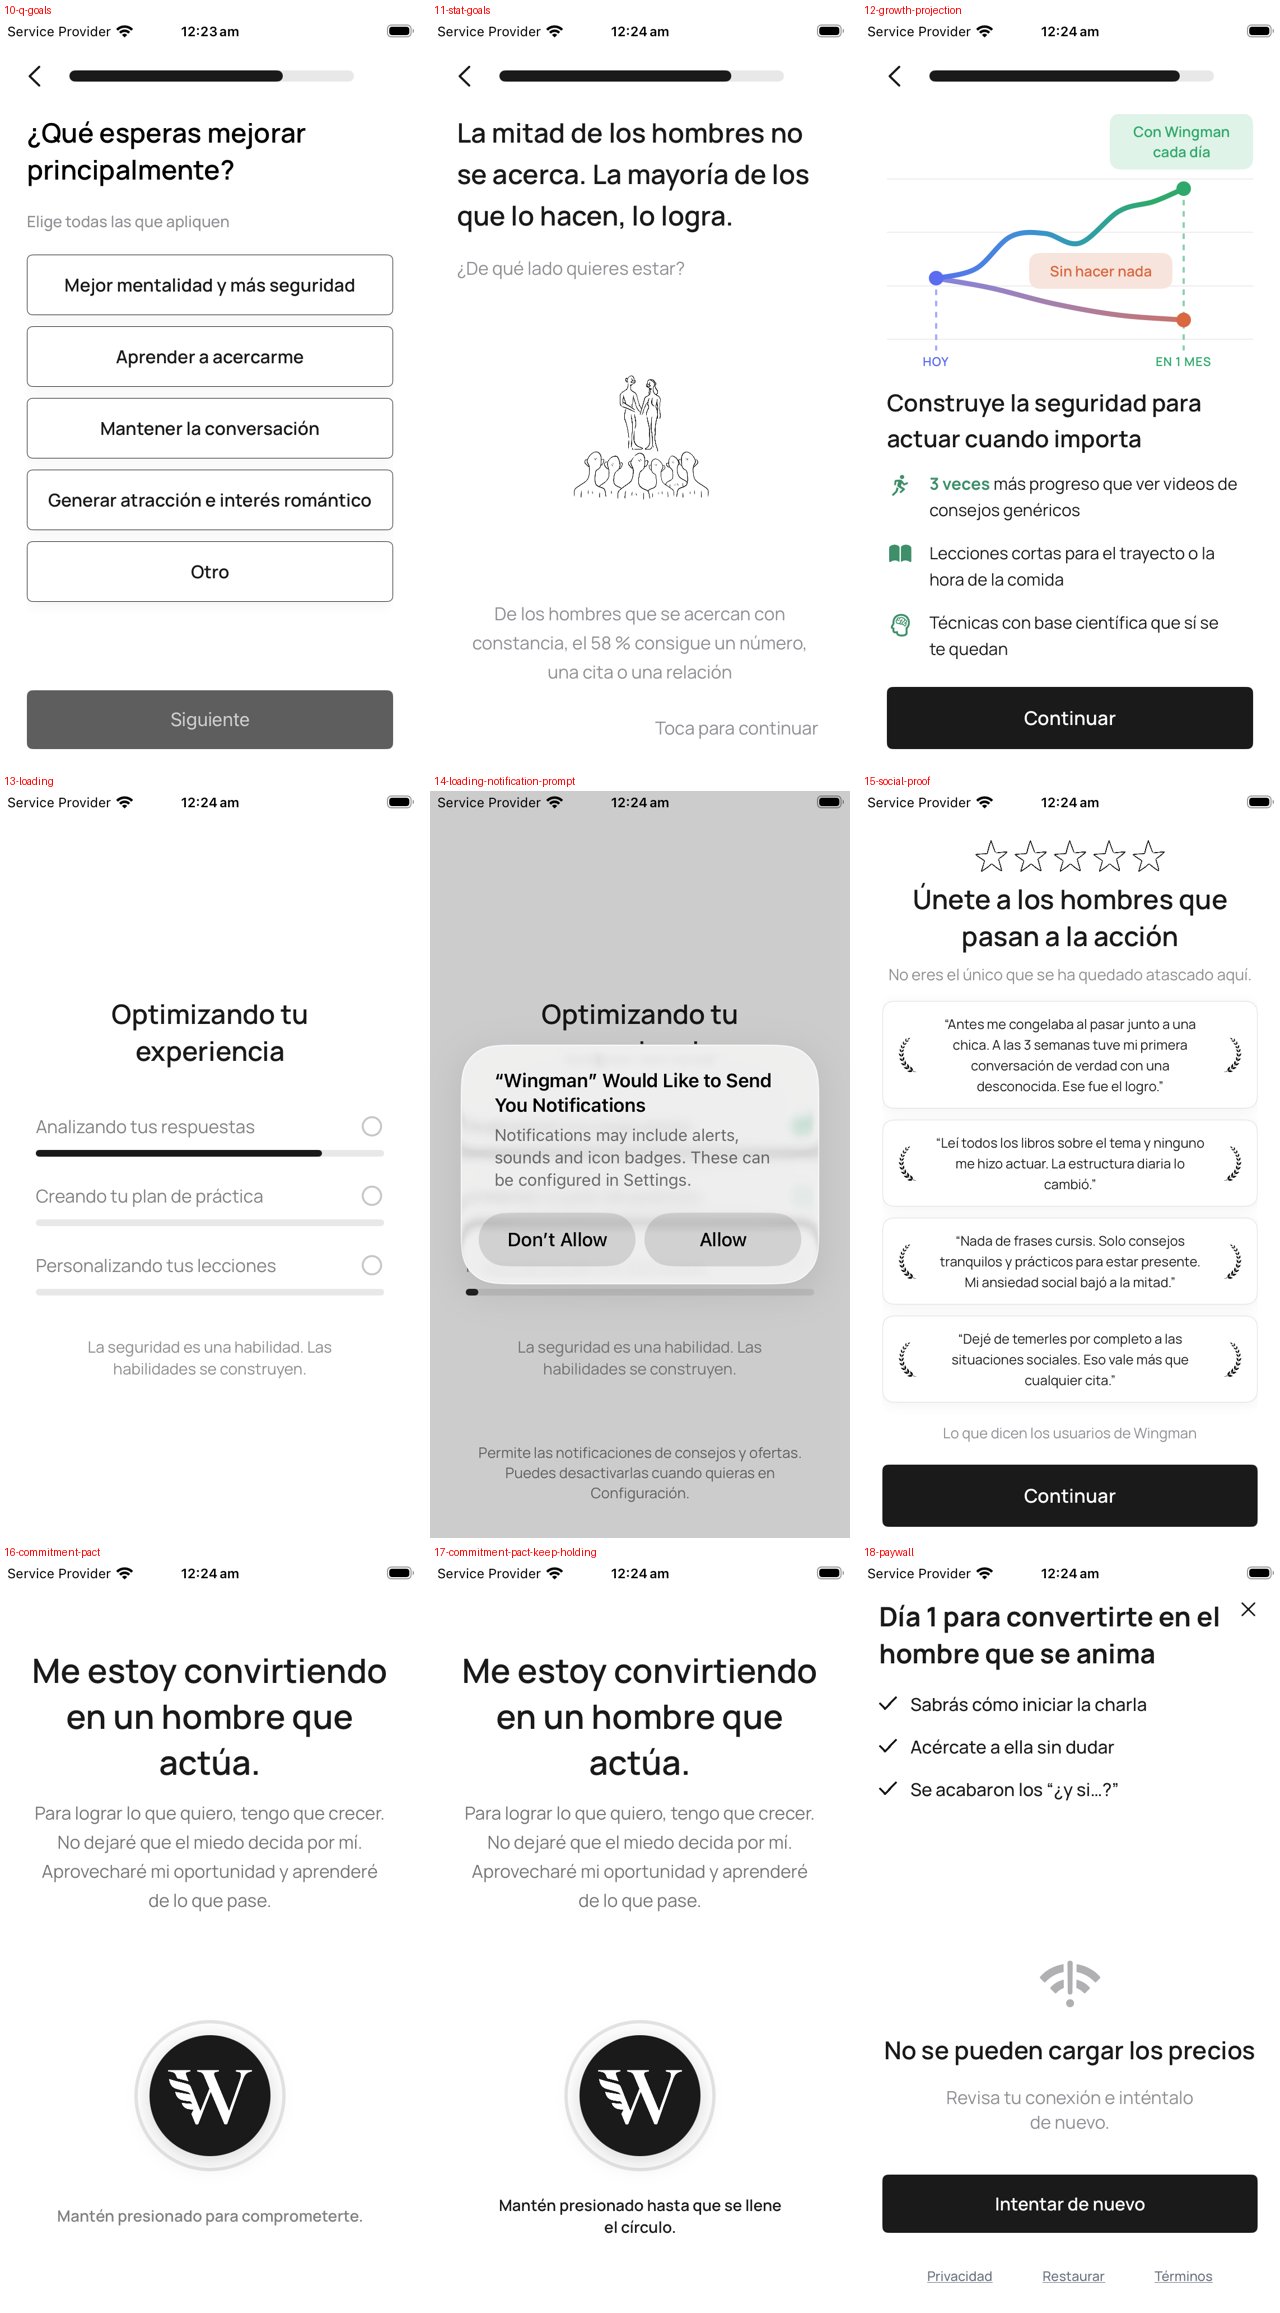 10-q-goals
Service Provider 12:23 am
¿Qué esperas mejorar
principalmente?
Elige todas las que apliquen
Mejor mentalidad y más seguridad
Aprender a acercarme
Mantener la conversación
Generar atracción e interés romántico
Otro
Siguiente
11-stat-goals
Service Provider 12:24 am
La mitad de los hombres no
se acerca. La mayoría de los
que lo hacen, lo logra.
¿De qué lado quieres estar?
De los hombres que se acercan con
constancia, el 58 % consigue un número,
una cita o una relación
Toca para continuar
12-growth-projection
Service Provider 12:24 am
Con Wingman
cada día
Sin hacer nada
HOY
EN 1 MES
Construye la seguridad para
actuar cuando importa
3 veces más progreso que ver videos de
consejos genéricos
Lecciones cortas para el trayecto o la
hora de la comida
Técnicas con base científica que sí se
te quedan
Continuar
13-loading
Service Provider 12:24 am
Optimizando tu
experiencia
Analizando tus respuestas
Creando tu plan de práctica
Personalizando tus lecciones
La seguridad es una habilidad. Las
habilidades se construyen.
14-loading-notification-prompt
Service Provider 12:24 am
Optimizando tu
“Wingman” Would Like to Send
You Notifications
Notifications may include alerts,
sounds and icon badges. These can
be configured in Settings.
Don’t Allow
Allow
La seguridad es una habilidad. Las
habilidades se construyen.
Permite las notificaciones de consejos y ofertas.
Puedes desactivarlas cuando quieras en
Configuración.
15-social-proof
Service Provider 12:24 am
Únete a los hombres que
pasan a la acción
No eres el único que se ha quedado atascado aquí.
“Antes me congelaba al pasar junto a una
chica. A las 3 semanas tuve mi primera
conversación de verdad con una
desconocida. Ese fue el logro.”
“Leí todos los libros sobre el tema y ninguno
me hizo actuar. La estructura diaria lo
cambió.”
“Nada de frases cursis. Solo consejos
tranquilos y prácticos para estar presente.
Mi ansiedad social bajó a la mitad.”
“Dejé de temerles por completo a las
situaciones sociales. Eso vale más que
cualquier cita.”
Lo que dicen los usuarios de Wingman
Continuar
16-commitment-pact
Service Provider 12:24 am
Me estoy convirtiendo
en un hombre que
actúa.
Para lograr lo que quiero, tengo que crecer.
No dejaré que el miedo decida por mí.
Aprovecharé mi oportunidad y aprenderé
de lo que pase.
W
Mantén presionado para comprometerte.
17-commitment-pact-keep-holding
Service Provider 12:24 am
Me estoy convirtiendo
en un hombre que
actúa.
Para lograr lo que quiero, tengo que crecer.
No dejaré que el miedo decida por mí.
Aprovecharé mi oportunidad y aprenderé
de lo que pase.
W
Mantén presionado hasta que se llene
el círculo.
18-paywall
Service Provider 12:24 am
Día 1 para convertirte en el
hombre que se anima
Sabrás cómo iniciar la charla
Acércate a ella sin dudar
Se acabaron los “¿y si...?”
No se pueden cargar los precios
Revisa tu conexión e inténtalo
de nuevo.
Intentar de nuevo
Privacidad
Restaurar
Términos